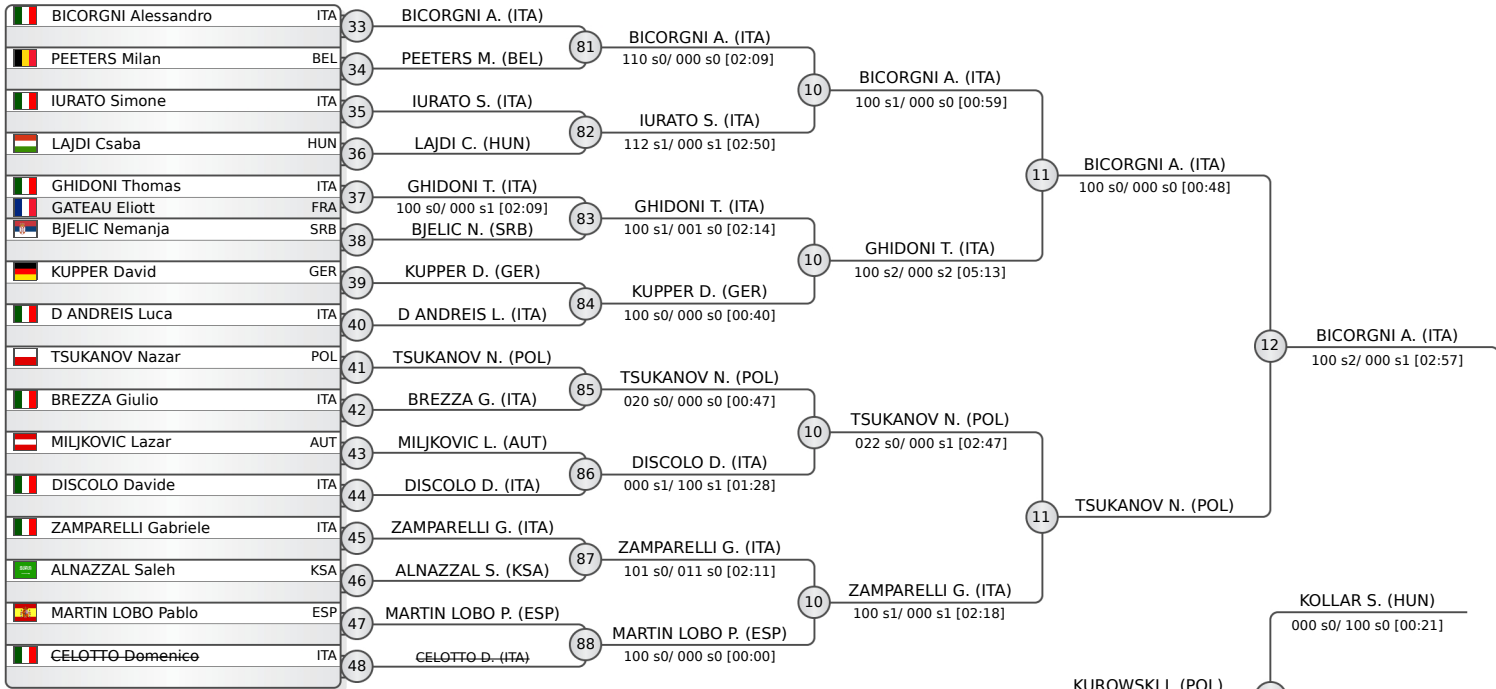 BICORGNI Alessandro ITA
PEETERS Milan BEL
IURATO Simone ITA
LAJDI Csaba HUN
GHIDONI Thomas ITA
GATEAU Eliott FRA
BJELIC Nemanja SRB
KUPPER David GER
D ANDREIS Luca ITA
TSUKANOV Nazar POL
BREZZA Giulio ITA
MILJKOVIC Lazar AUT
DISCOLO Davide ITA
ZAMPARELLI Gabriele ITA
ALNAZZAL Saleh KSA
MARTIN LOBO Pablo ESP
CELOTTO Domenico ITA
33
34
35
36
37
38
39
40
41
42
43
44
45
46
47
48
BICORGNI A. (ITA)
PEETERS M. (BEL)
IURATO S. (ITA)
LAJDI C. (HUN)
GHIDONI T. (ITA)
100 s0/ 000 s1 [02:09]
BJELIC N. (SRB)
KUPPER D. (GER)
D ANDREIS L. (ITA)
TSUKANOV N. (POL)
BREZZA G. (ITA)
MILJKOVIC L. (AUT)
DISCOLO D. (ITA)
ZAMPARELLI G. (ITA)
ALNAZZAL S. (KSA)
MARTIN LOBO P. (ESP)
CELOTTO D. (ITA)
81
82
83
84
85
86
87
88
BICORGNI A. (ITA)
110 s0/ 000 s0 [02:09]
IURATO S. (ITA)
112 s1/ 000 s1 [02:50]
GHIDONI T. (ITA)
100 s1/ 001 s0 [02:14]
KUPPER D. (GER)
100 s0/ 000 s0 [00:40]
TSUKANOV N. (POL)
020 s0/ 000 s0 [00:47]
DISCOLO D. (ITA)
000 s1/ 100 s1 [01:28]
ZAMPARELLI G. (ITA)
101 s0/ 011 s0 [02:11]
MARTIN LOBO P. (ESP)
100 s0/ 000 s0 [00:00]
10
10
10
10
BICORGNI A. (ITA)
100 s1/ 000 s0 [00:59]
GHIDONI T. (ITA)
100 s2/ 000 s2 [05:13]
TSUKANOV N. (POL)
022 s0/ 000 s1 [02:47]
ZAMPARELLI G. (ITA)
100 s1/ 000 s1 [02:18]
11
11
BICORGNI A. (ITA)
100 s0/ 000 s0 [00:48]
TSUKANOV N. (POL)
12
BICORGNI A. (ITA)
100 s2/ 000 s1 [02:57]
KOLLAR S. (HUN)
000 s0/ 100 s0 [00:21]
KUROWSKI I. (POL)